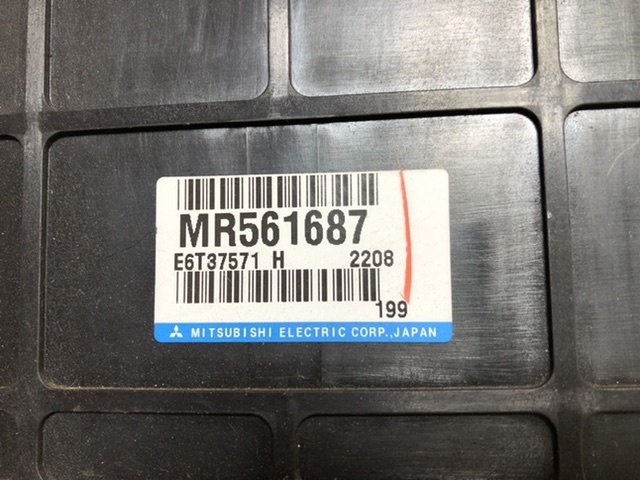 MR561687
E6T37571 H 2208
199
MITSUBISHI ELECTRIC CORP.,JAPAN